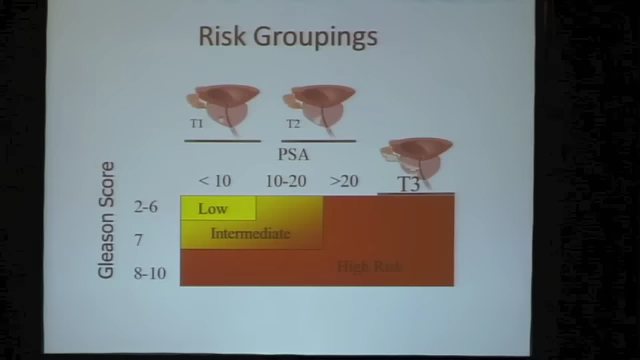 Risk Groupings
T1 T2
PSA
< 10 10-20 >20 T3
Gleason Score
2-6 Low
7 Intermediate
8-10 High Risk